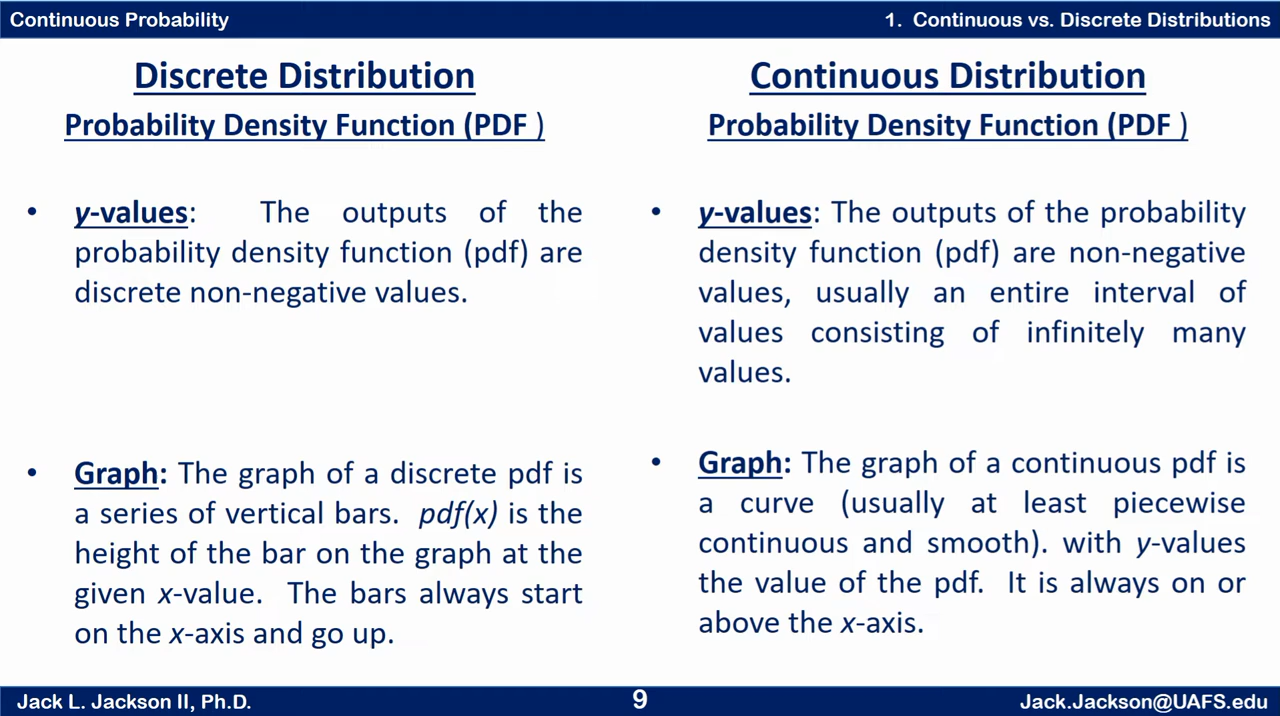 Continuous Probability
1. Continuous vs. Discrete Distributions
Discrete Distribution
Probability Density Function (PDF )
• y-values: The outputs of the
probability density function (pdf) are
discrete non-negative values.
• Graph: The graph of a discrete pdf is
a series of vertical bars. pdf(x) is the
height of the bar on the graph at the
given x-value. The bars always start
on the x-axis and go up.
Continuous Distribution
Probability Density Function (PDF )
• y-values: The outputs of the probability
density function (pdf) are non-negative
values, usually an entire interval of
values consisting of infinitely many
values.
• Graph: The graph of a continuous pdf is
a curve (usually at least piecewise
continuous and smooth). with y-values
the value of the pdf. It is always on or
above the x-axis.
Jack L. Jackson II, Ph.D.
9
Jack.Jackson@UAFS.edu